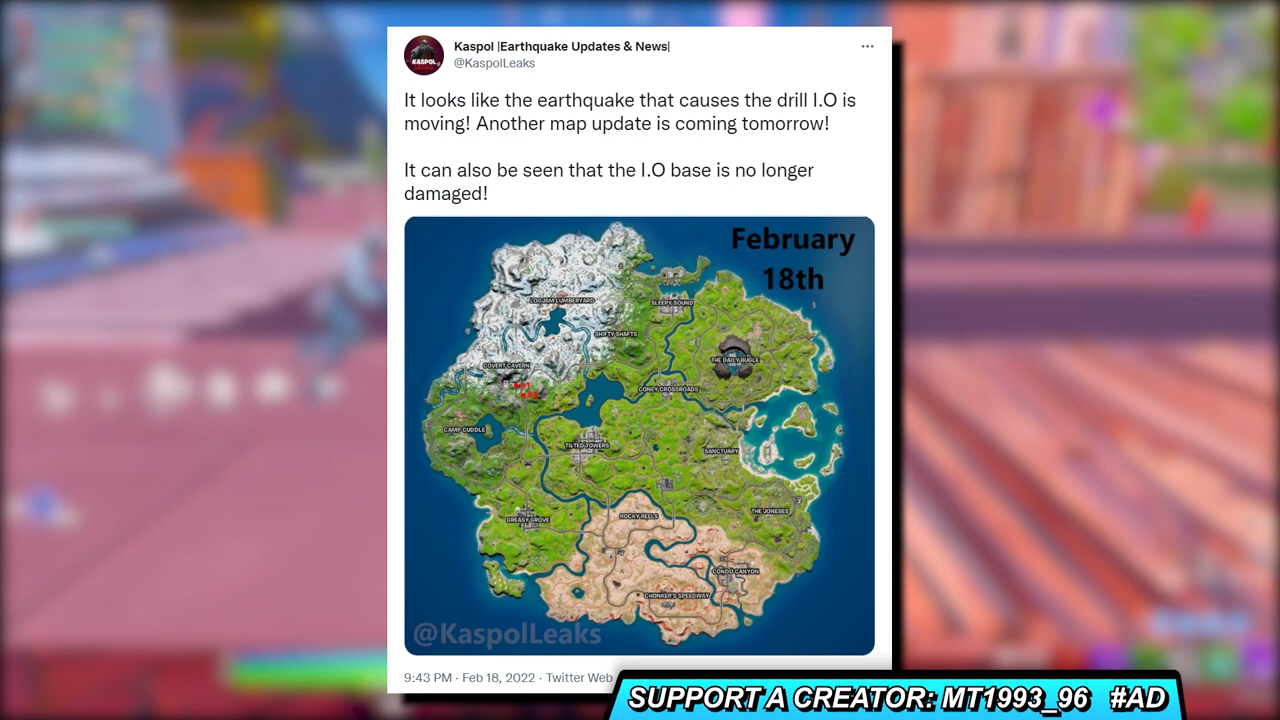 Kaspol |Earthquake Updates & News|
@KaspolLeaks
It looks like the earthquake that causes the drill I.O is
moving! Another map update is coming tomorrow!
It can also be seen that the I.O base is no longer
damaged!
February
18th
LOGJAM LUMBERYARD
SLEEPY SOUND
SHIFTY SHAFTS
THE DAILY BUGLE
COVERT CAVERN
#1
CONEY CROSSROADS
CAMP CUDDLE
TILTED TOWERS
SANCTUARY
THE JONESES
GREASY GROVE
ROCKY REELS
CONDO CANYON
CHONKER'S SPEEDWAY
@KaspolLeaks
9:43 PM · Feb 18, 2022 · Twitter Web
SUPPORT A CREATOR: MT1993_96 #AD